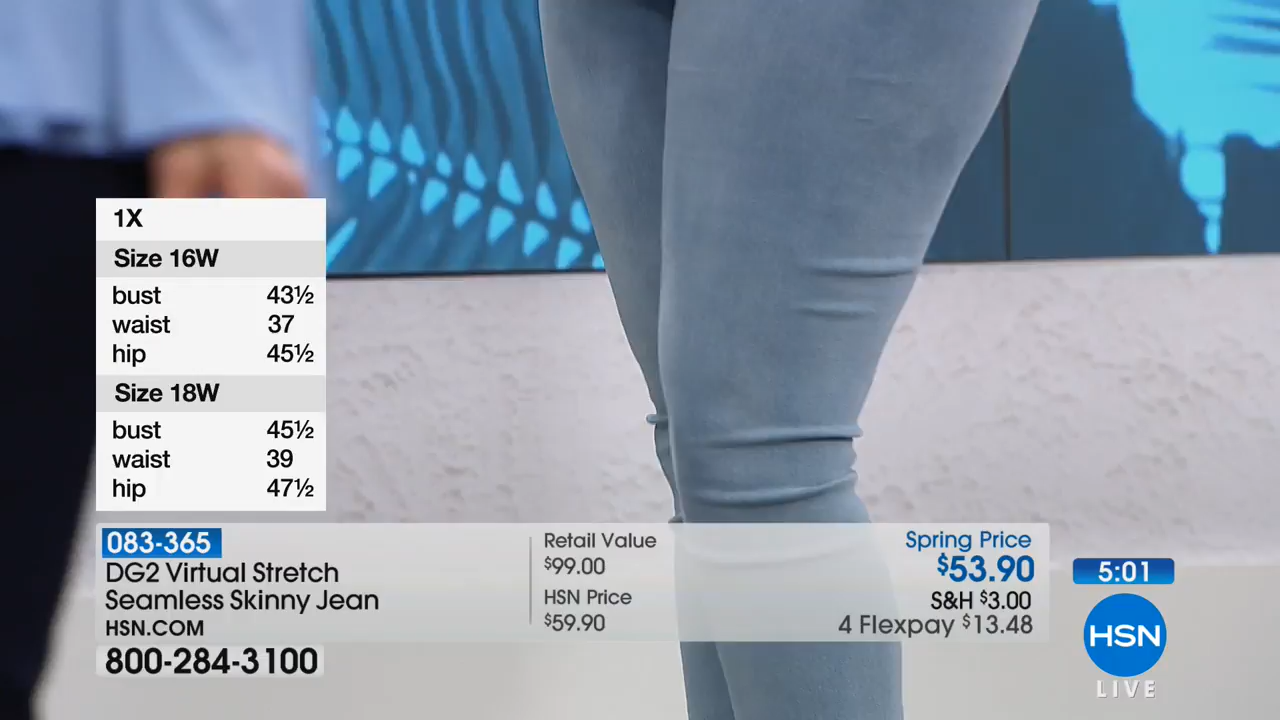 1X
Size 16W
bust 43½
waist 37
hip 45½
Size 18W
bust 45½
waist 39
hip 47½
083-365
DG2 Virtual Stretch
Seamless Skinny Jean
HSN.COM
800-284-3100
Retail Value
$99.00
HSN Price
$59.90
Spring Price
$53.90
S&H $3.00
4 Flexpay $13.48
5:01
HSN
LIVE